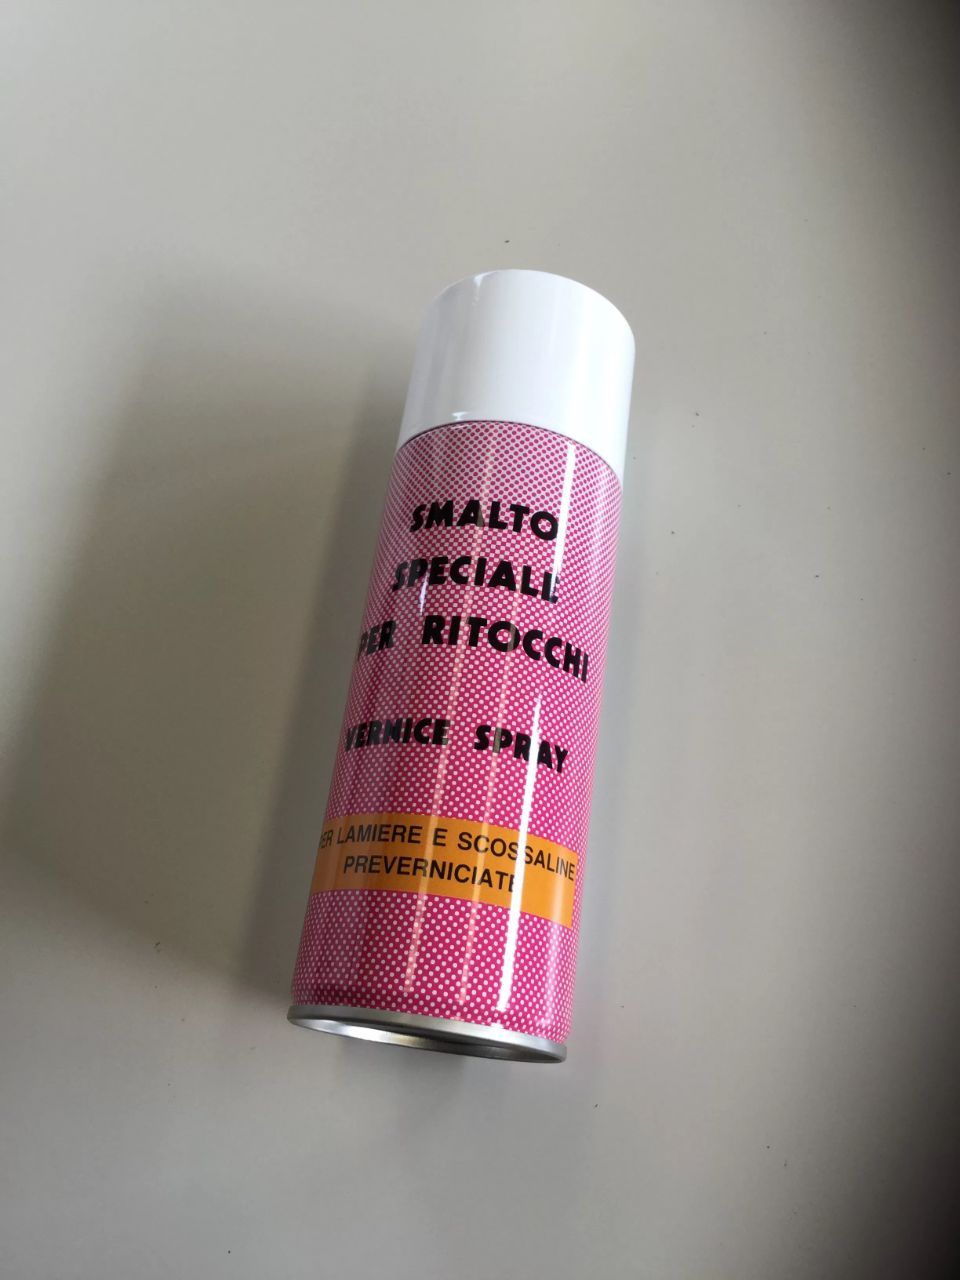 SMALTO
SPECIALE
PER RITOCCHI
VERNICE SPRAY
PER LAMIERE E SCOSSALINE
PREVERNICIATE